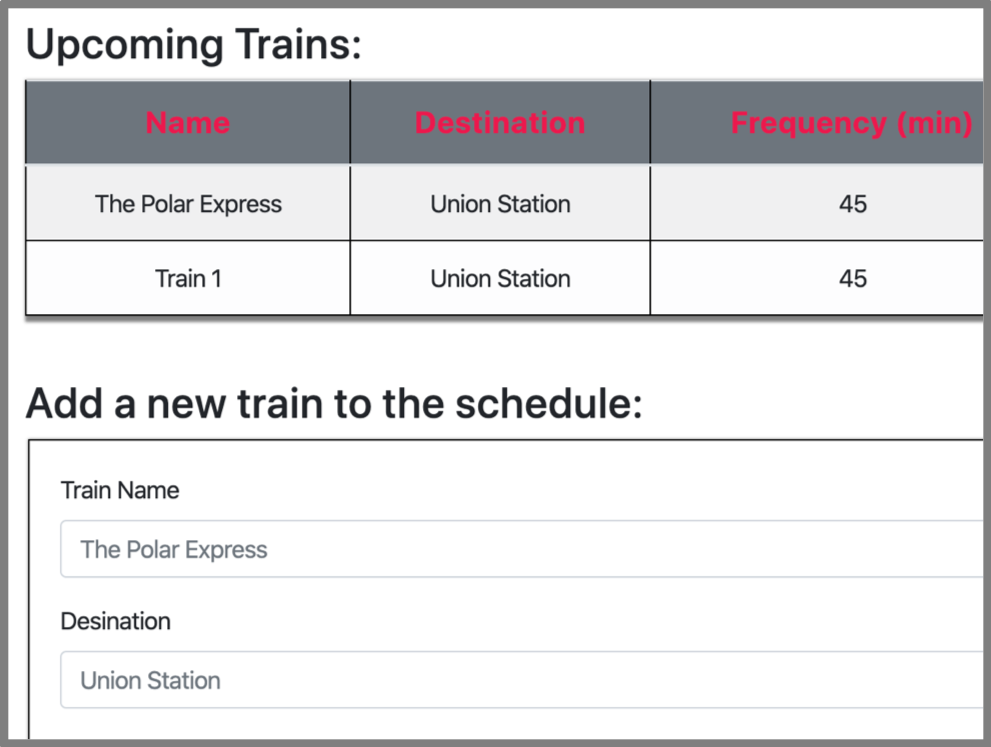 Upcoming Trains:
Name Destination Frequency (min)
The Polar Express Union Station 45
Train 1 Union Station 45
Add a new train to the schedule:
Train Name
The Polar Express
Desination
Union Station